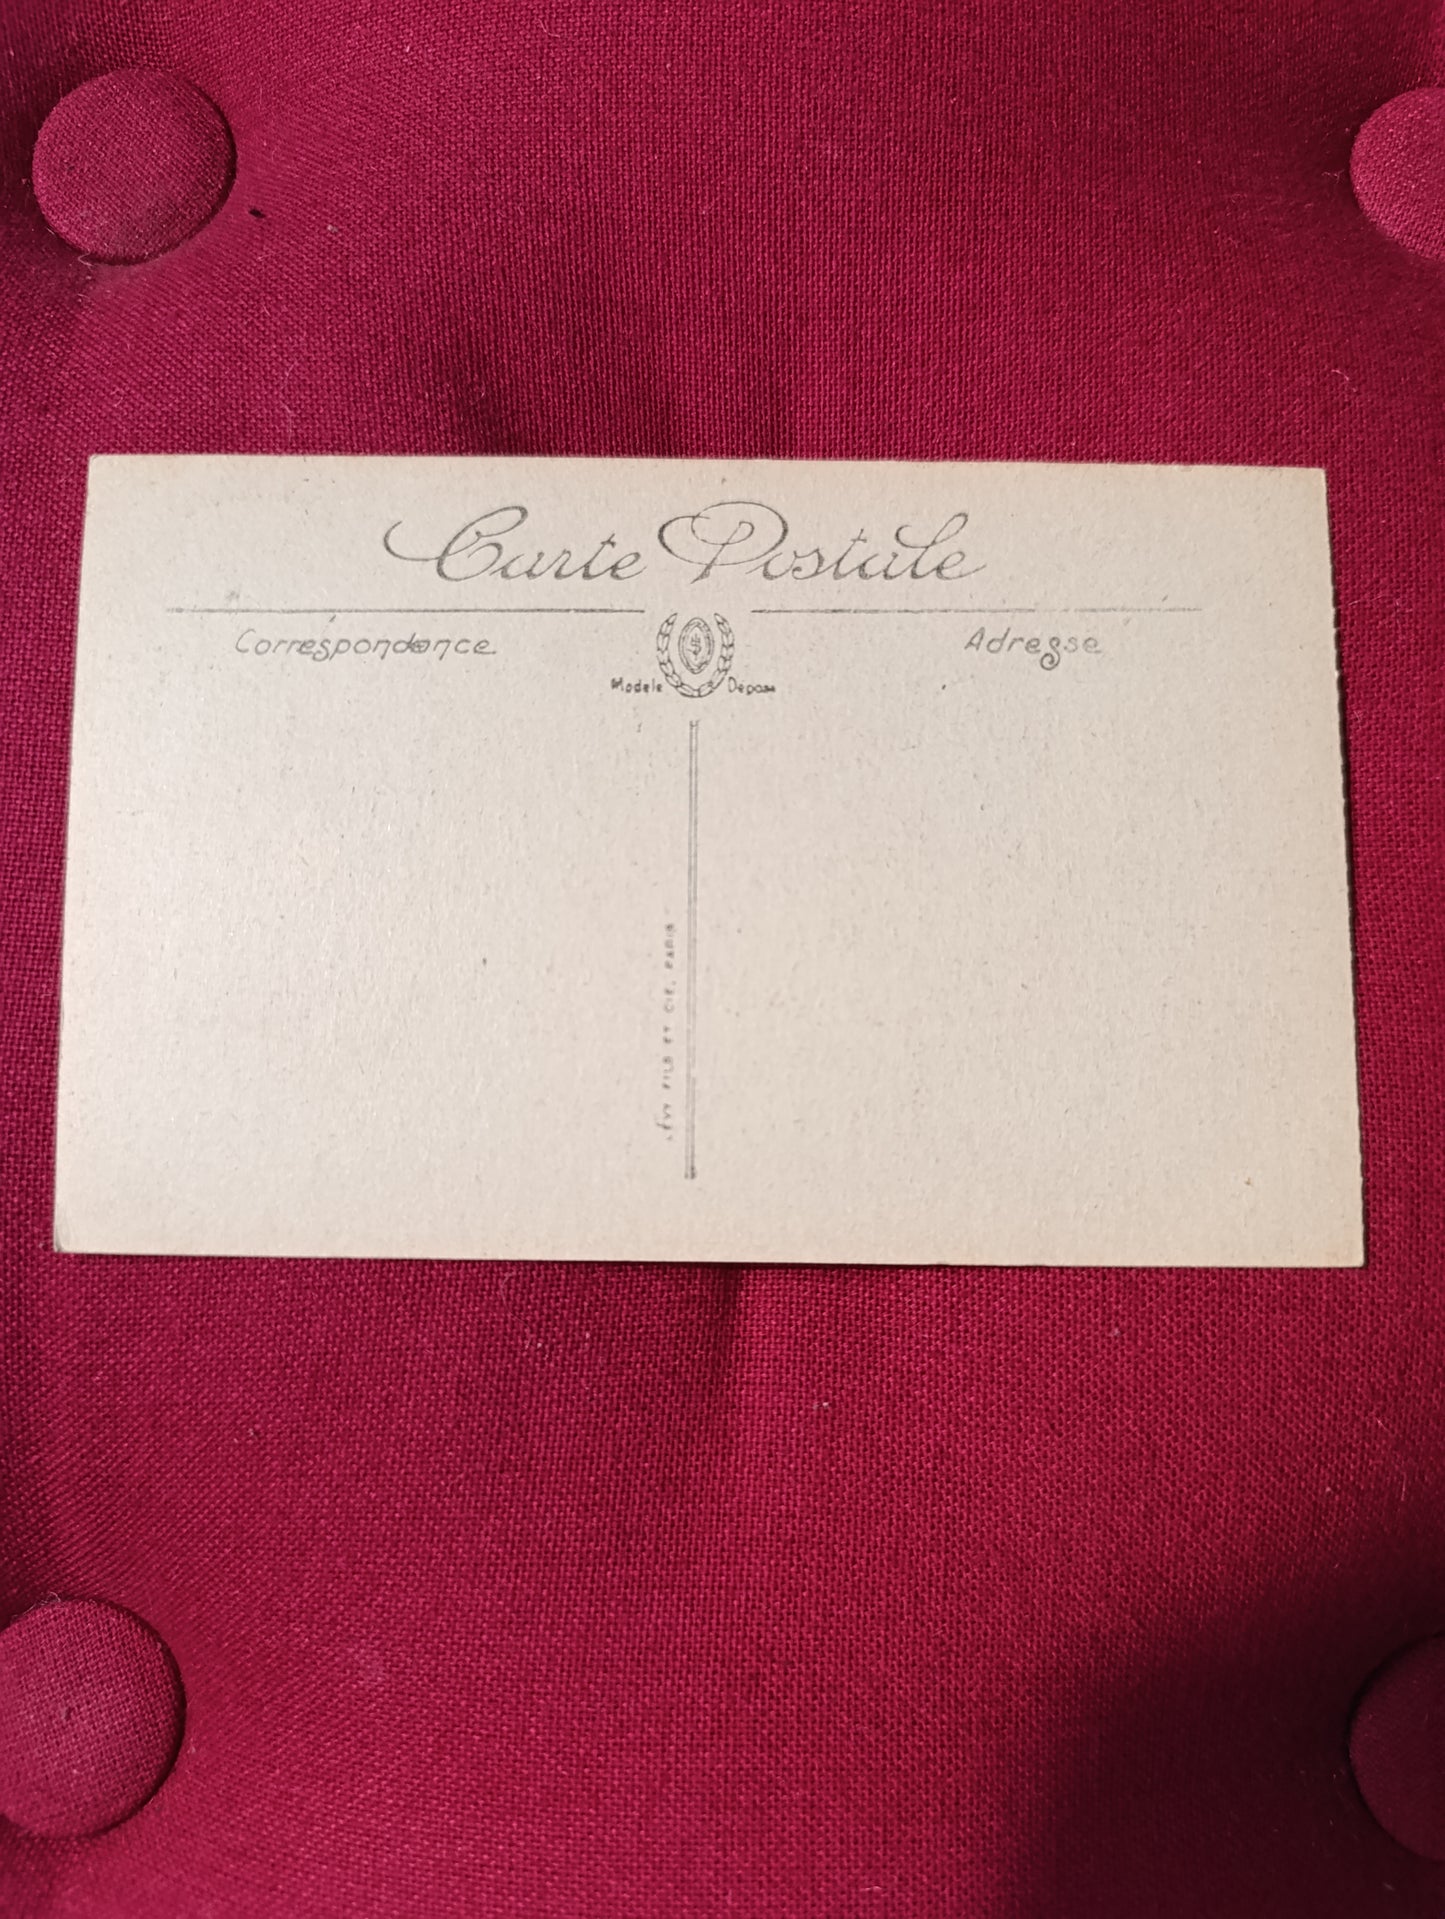 Carte Postale
Correspondance
Adresse
Modele Déposé
LÉVY FILS ET CIE, PARIS